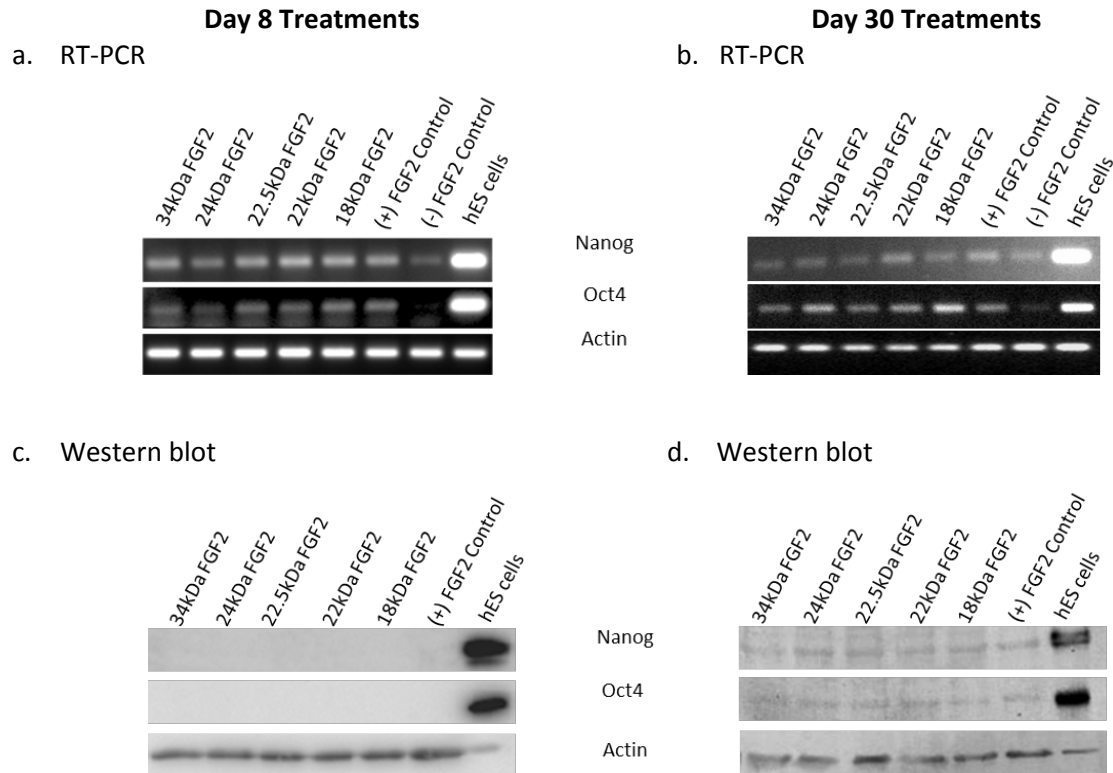 Day 8 Treatments
Day 30 Treatments
a. RT-PCR
b. RT-PCR
34kDa FGF2
24kDa FGF2
22.5kDa FGF2
22kDa FGF2
18kDa FGF2
(+) FGF2 Control
(-) FGF2 Control
hES cells
34kDa FGF2
24kDa FGF2
22.5kDa FGF2
22kDa FGF2
18kDa FGF2
(+) FGF2 Control
(-) FGF2 Control
hES cells
Nanog
Oct4
Actin
c. Western blot
d. Western blot
34kDa FGF2
24kDa FGF2
22.5kDa FGF2
22kDa FGF2
18kDa FGF2
(+) FGF2 Control
hES cells
34kDa FGF2
24kDa FGF2
22.5kDa FGF2
22kDa FGF2
18kDa FGF2
(+) FGF2 Control
hES cells
Nanog
Oct4
Actin